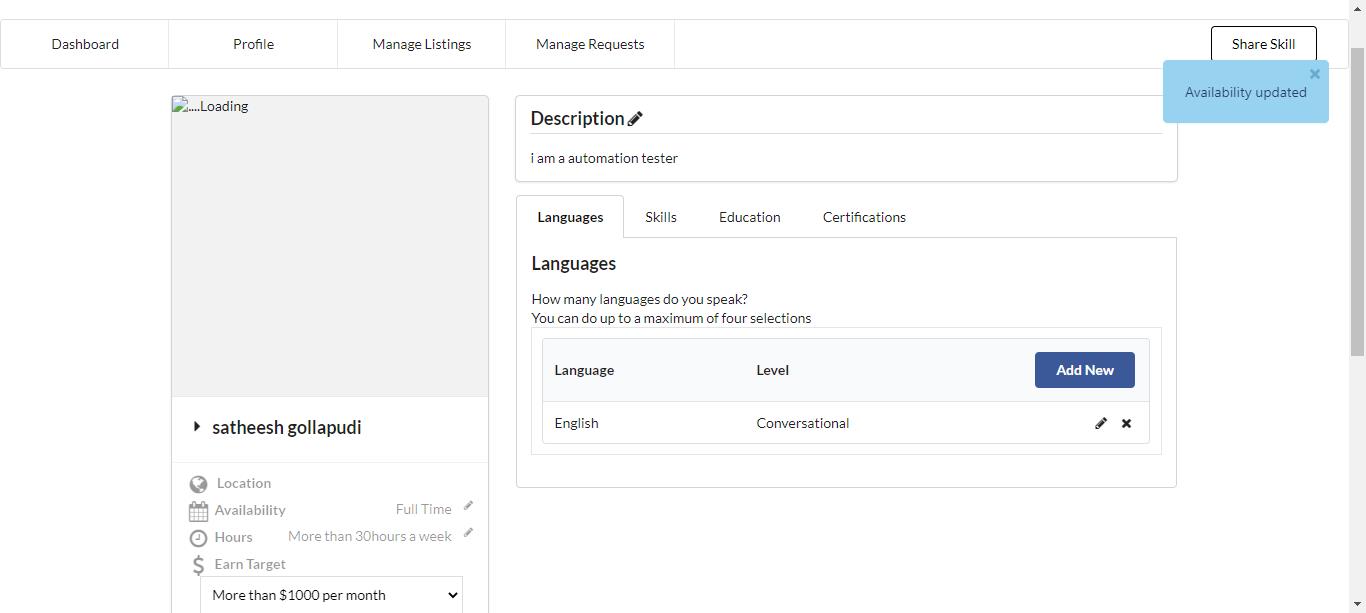 Dashboard
Profile
Manage Listings
Manage Requests
Share Skill
Availability updated
....Loading
satheesh gollapudi
Location
Availability Full Time
Hours More than 30hours a week
Earn Target
More than $1000 per month
Description
i am a automation tester
Languages Skills Education Certifications
Languages
How many languages do you speak?
You can do up to a maximum of four selections
Language Level Add New
English Conversational